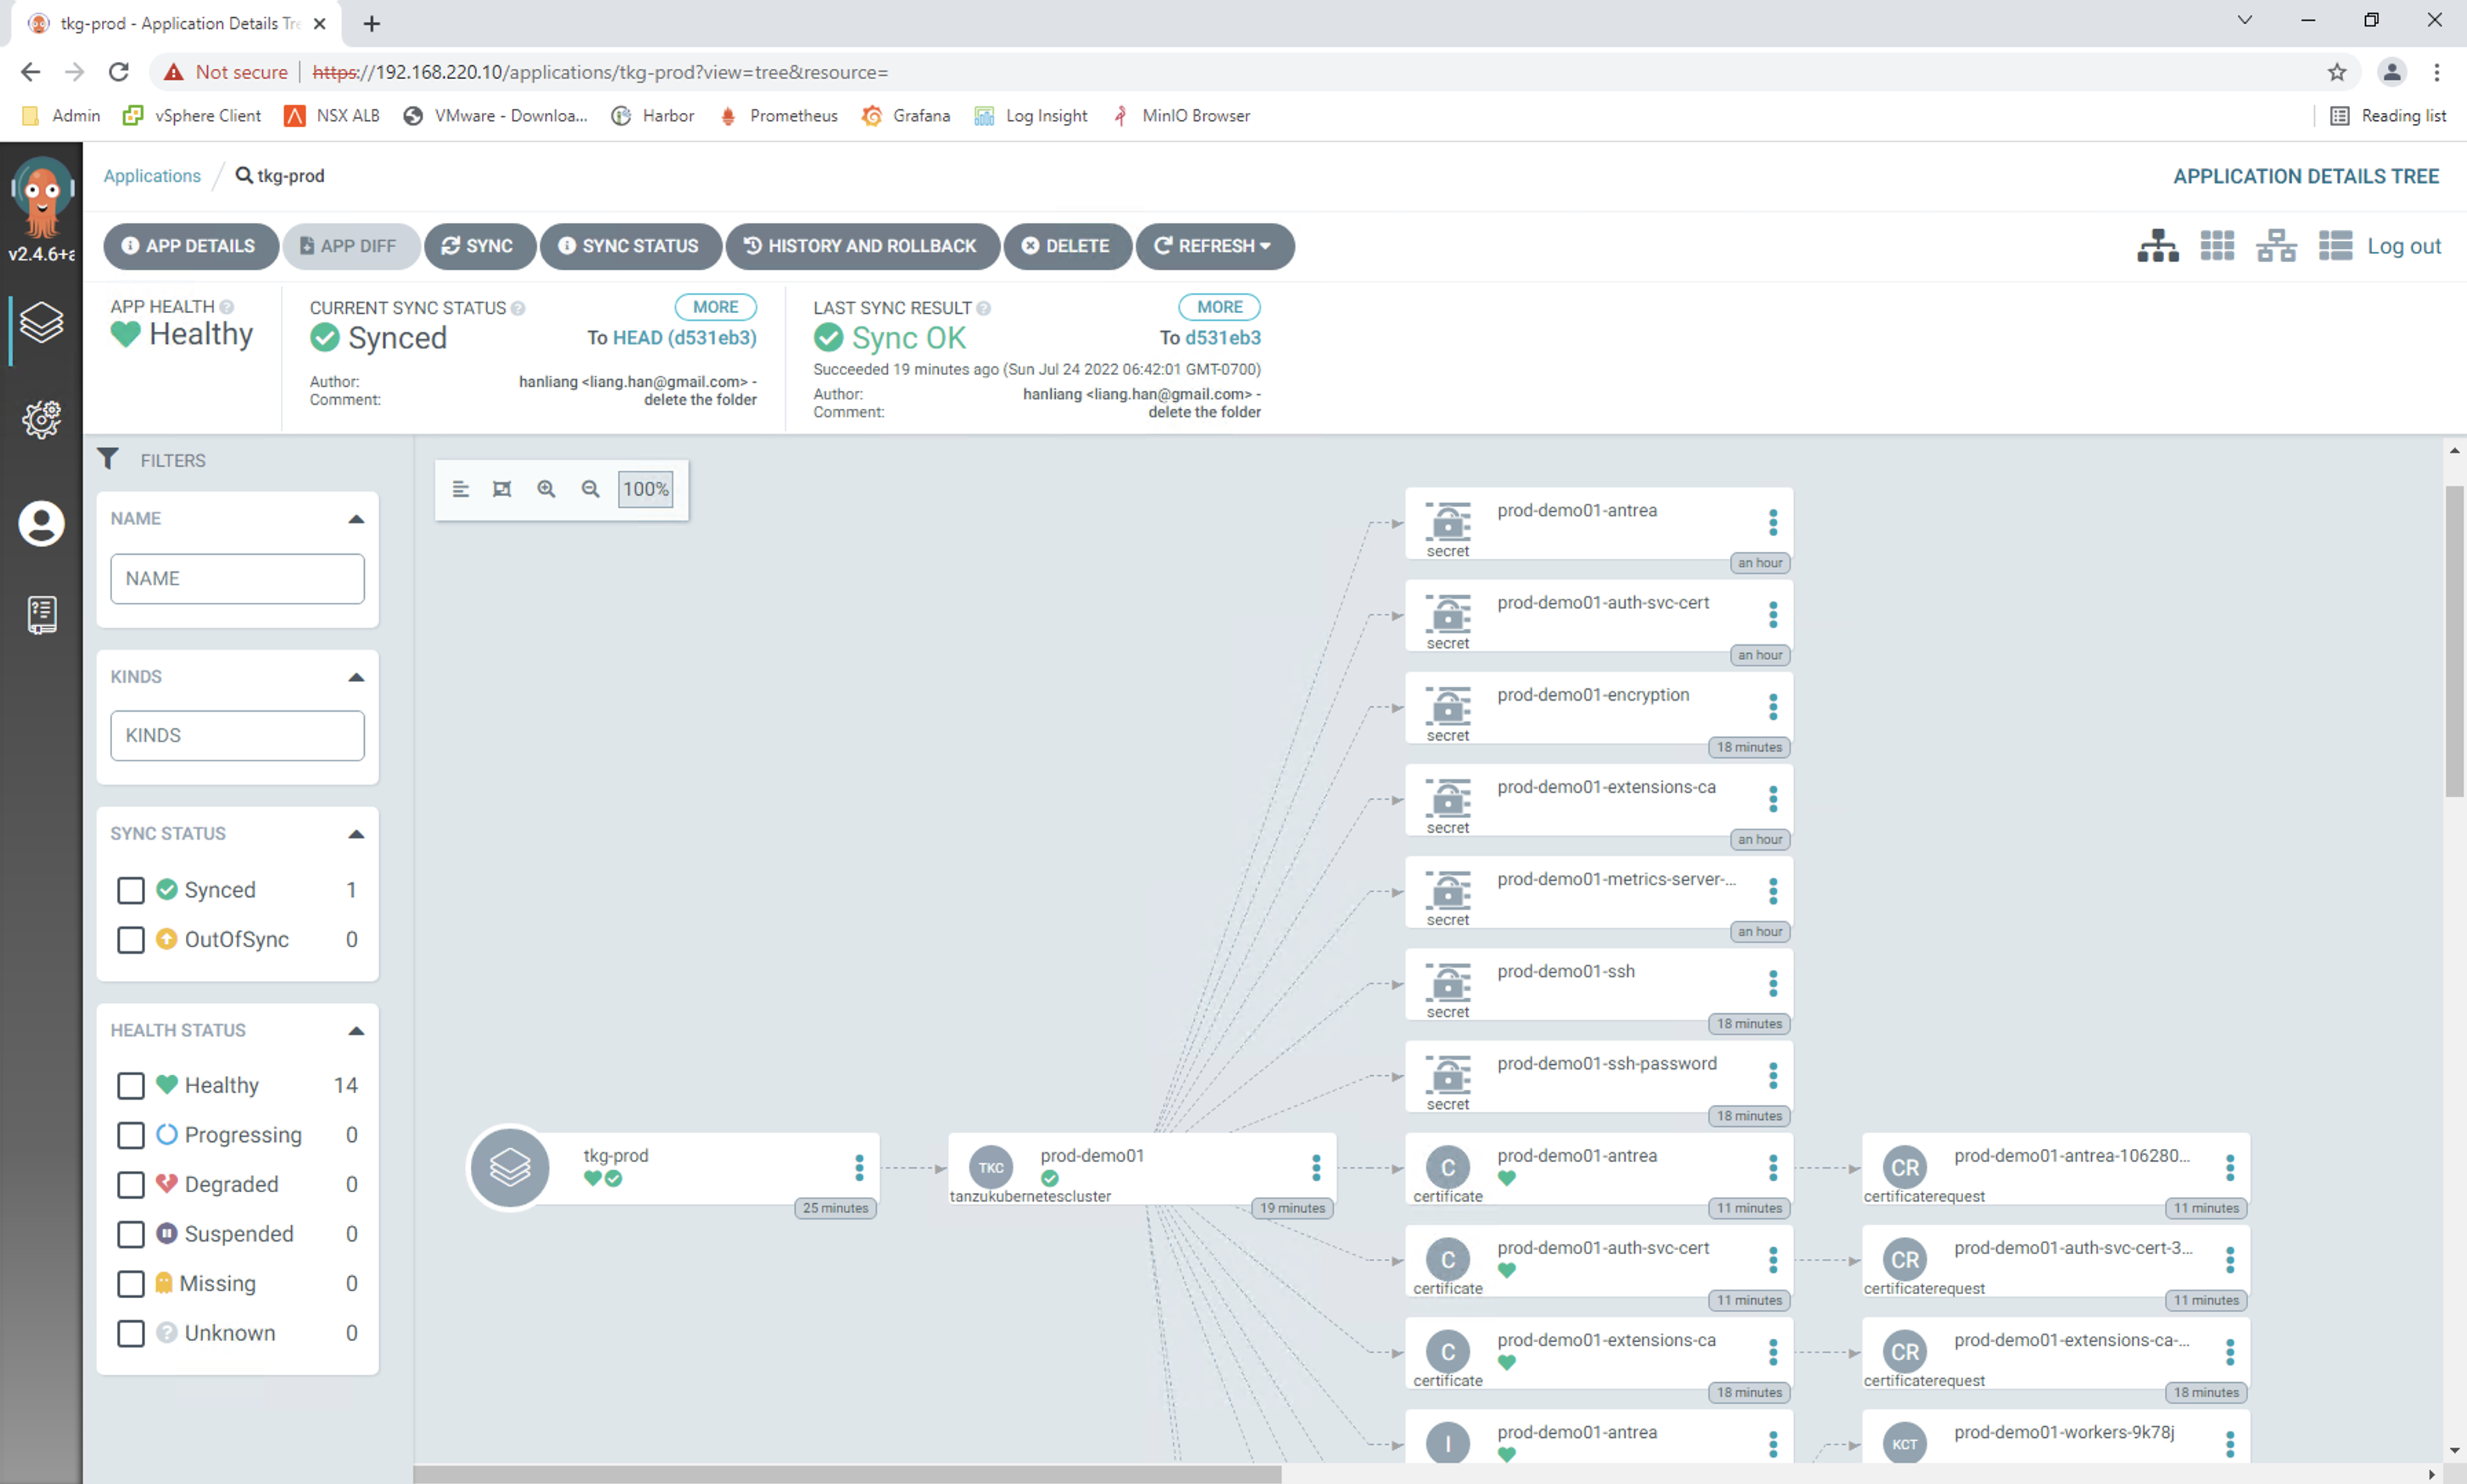 tkg-prod - Application Details Tre
Not secure | https://192.168.220.10/applications/tkg-prod?view=tree&resource=
Admin vSphere Client NSX ALB VMware - Downloa... Harbor Prometheus Grafana Log Insight MinIO Browser Reading list
Applications / tkg-prod APPLICATION DETAILS TREE
v2.4.6+a
APP DETAILS APP DIFF SYNC SYNC STATUS HISTORY AND ROLLBACK DELETE REFRESH Log out
APP HEALTH
Healthy
CURRENT SYNC STATUS MORE
Synced To HEAD (d531eb3)
Author: hanliang <liang.han@gmail.com> -
Comment: delete the folder
LAST SYNC RESULT MORE
Sync OK To d531eb3
Succeeded 19 minutes ago (Sun Jul 24 2022 06:42:01 GMT-0700)
Author: hanliang <liang.han@gmail.com> -
Comment: delete the folder
FILTERS
NAME
NAME
KINDS
KINDS
SYNC STATUS
Synced 1
OutOfSync 0
HEALTH STATUS
Healthy 14
Progressing 0
Degraded 0
Suspended 0
Missing 0
Unknown 0
100%
tkg-prod
25 minutes
TKC
prod-demo01
tanzukubernetescluster
19 minutes
prod-demo01-antrea
secret
an hour
prod-demo01-auth-svc-cert
secret
an hour
prod-demo01-encryption
secret
18 minutes
prod-demo01-extensions-ca
secret
an hour
prod-demo01-metrics-server-...
secret
an hour
prod-demo01-ssh
secret
18 minutes
prod-demo01-ssh-password
secret
18 minutes
C
prod-demo01-antrea
certificate
11 minutes
CR
prod-demo01-antrea-106280...
certificaterequest
11 minutes
C
prod-demo01-auth-svc-cert
certificate
11 minutes
CR
prod-demo01-auth-svc-cert-3...
certificaterequest
11 minutes
C
prod-demo01-extensions-ca
certificate
18 minutes
CR
prod-demo01-extensions-ca-...
certificaterequest
18 minutes
I
prod-demo01-antrea
KCT
prod-demo01-workers-9k78j